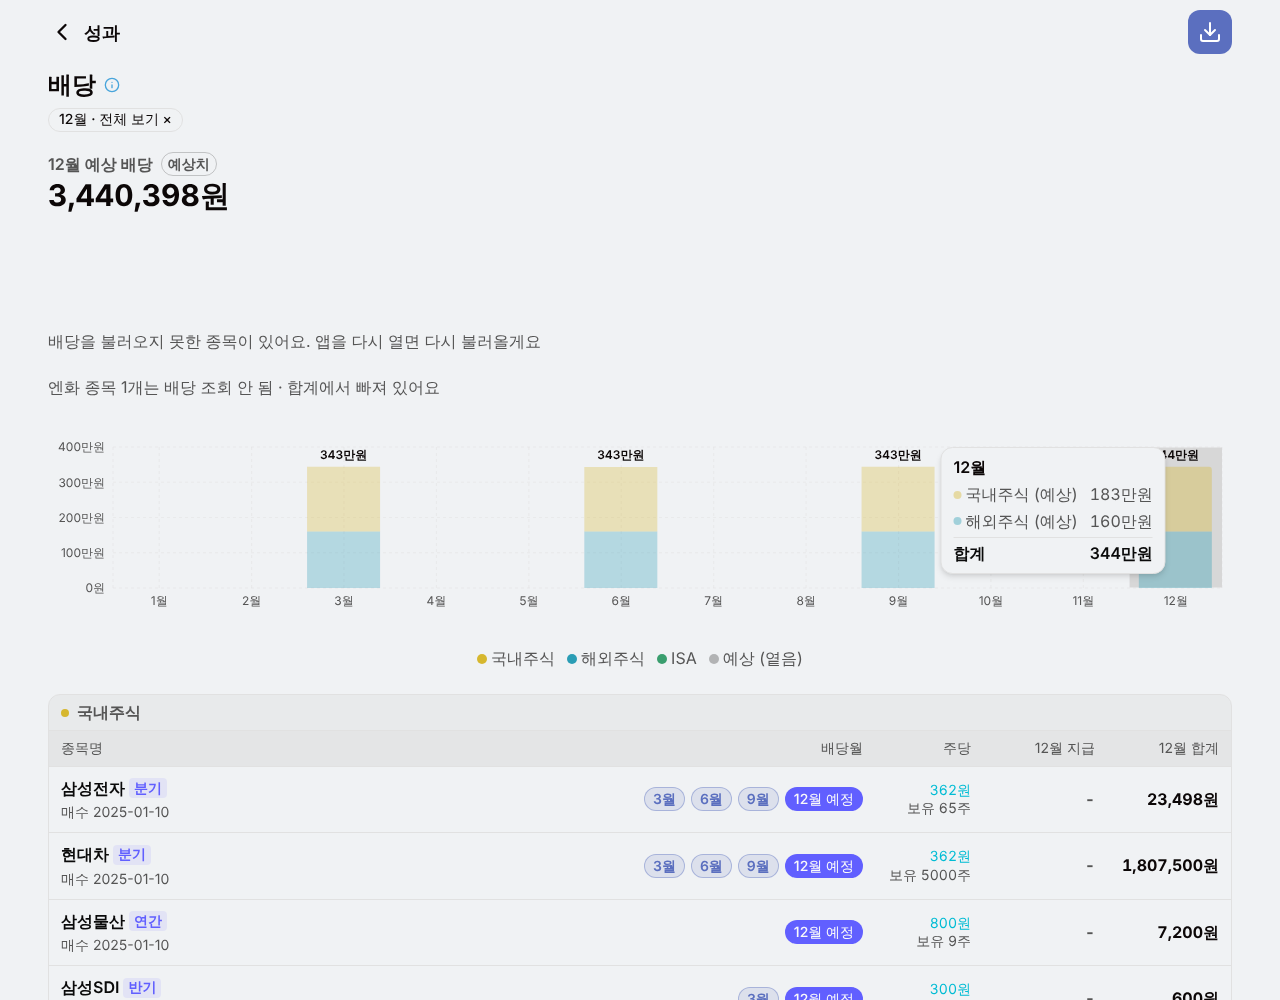 성과
배당
12월 · 전체 보기 ×
12월 예상 배당 예상치
3,440,398원
배당을 불러오지 못한 종목이 있어요. 앱을 다시 열면 다시 불러올게요
엔화 종목 1개는 배당 조회 안 됨 · 합계에서 빠져 있어요
400만원
300만원
200만원
100만원
0원
343만원 343만원 343만원 44만원
12월
국내주식 (예상) 183만원
해외주식 (예상) 160만원
합계 344만원
1월 2월 3월 4월 5월 6월 7월 8월 9월 10월 11월 12월
국내주식 해외주식 ISA 예상 (옅음)
국내주식
종목명 배당월 주당 12월 지급 12월 합계
삼성전자 분기 3월 6월 9월 12월 예정 362원 - 23,498원
매수 2025-01-10 보유 65주
현대차 분기 3월 6월 9월 12월 예정 362원 - 1,807,500원
매수 2025-01-10 보유 5000주
삼성물산 연간 12월 예정 800원 - 7,200원
매수 2025-01-10 보유 9주
삼성SDI 반기 3월 12월 예정 300원 - 600원